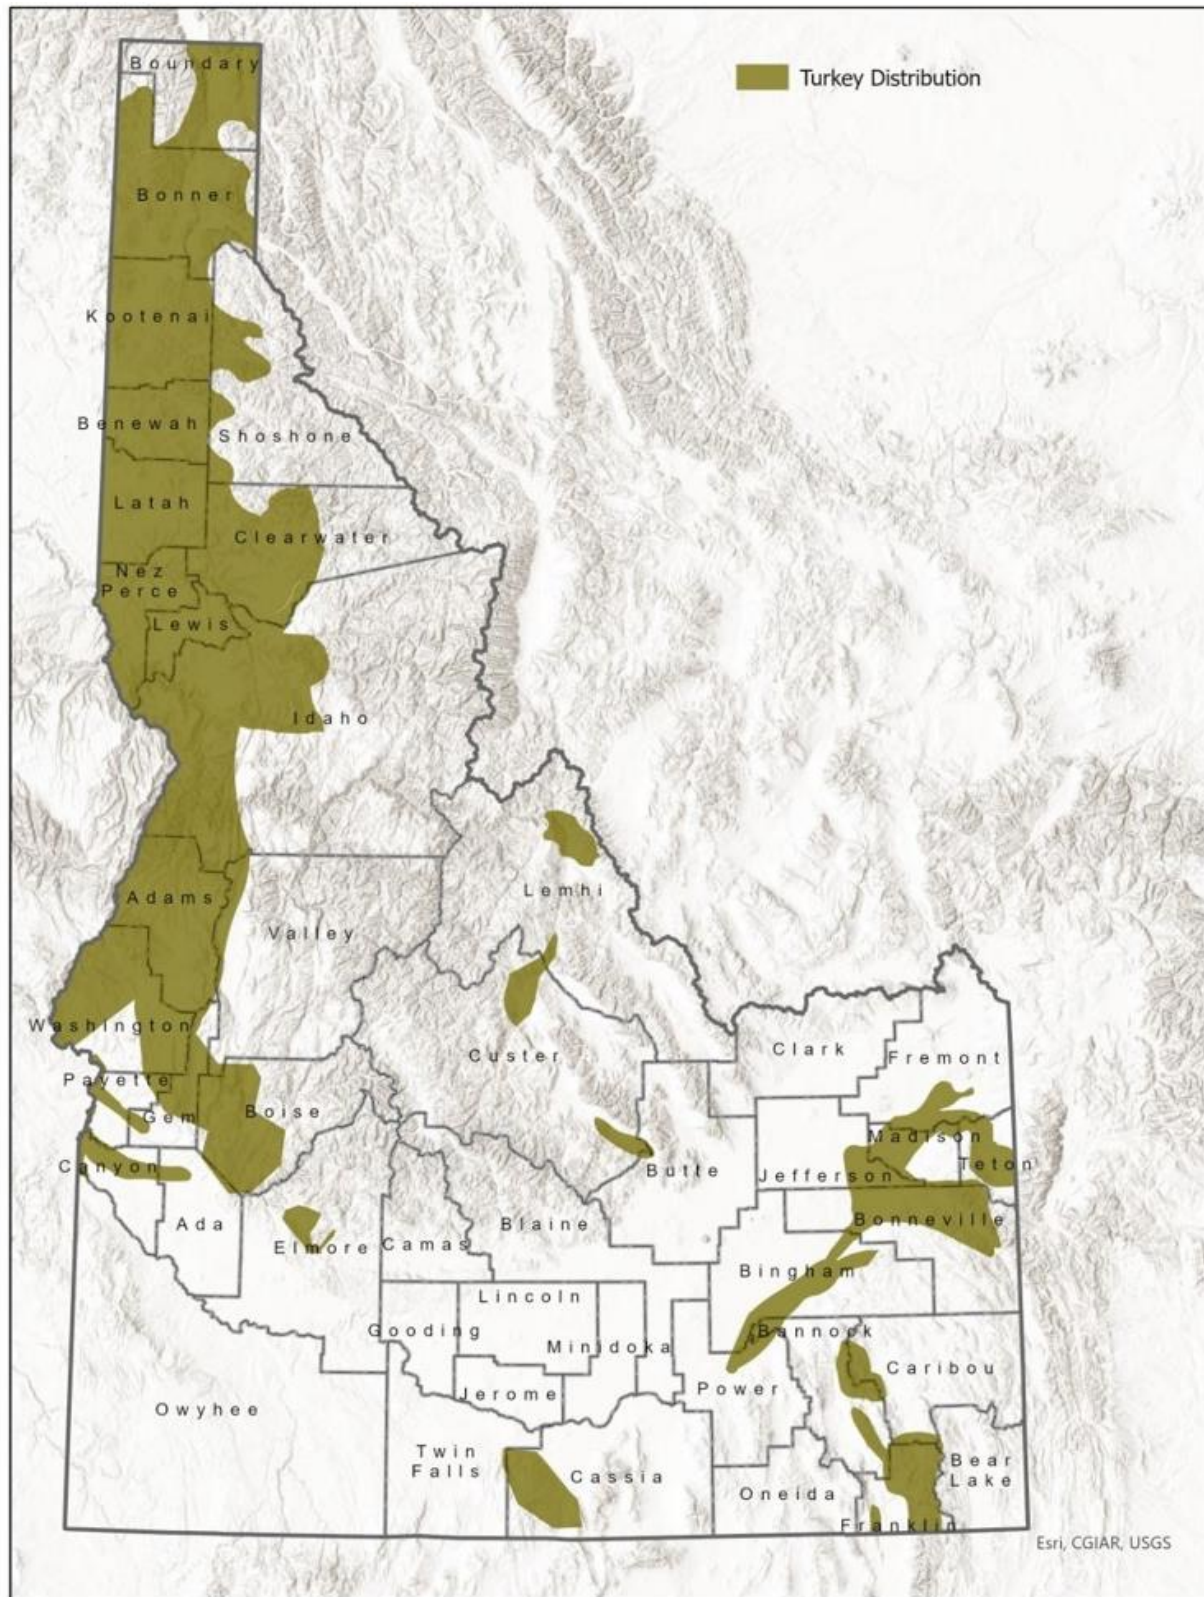 Boundary
Turkey Distribution
Bonner
Kootenai
Benewah
Shoshone
Latah
Clearwater
Nez
Perce
Lewis
Idaho
Lemhi
Adams
Valley
Washington
Custer
Clark
Fremont
Payette
Gem
Boise
Madison
Teton
Canyon
Butte
Jefferson
Ada
Elmore
Camas
Blaine
Bonneville
Bingham
Lincoln
Gooding
Minidoka
Bannock
Caribou
Jerome
Power
Owyhee
Twin
Falls
Cassia
Bear
Lake
Oneida
Franklin
Esri, CGIAR, USGS